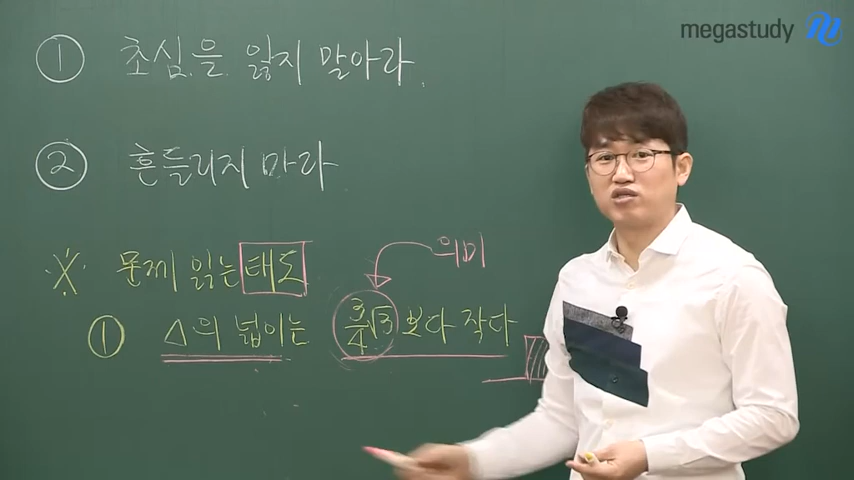 megastudy
① 초심을 잃지 말아라.
② 흔들리지 마라.
※ 문제 읽는 태도
의미
① △의 넓이는 3/4√3 보다 작다